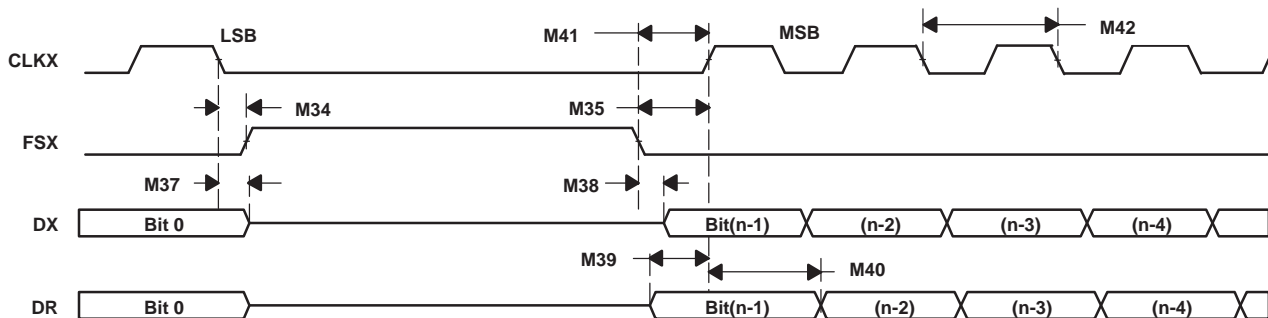 LSB M41 MSB M42
CLKX
M34 M35
FSX
M37 M38
DX Bit 0 Bit(n-1) (n-2) (n-3) (n-4)
M39 M40
DR Bit 0 Bit(n-1) (n-2) (n-3) (n-4)